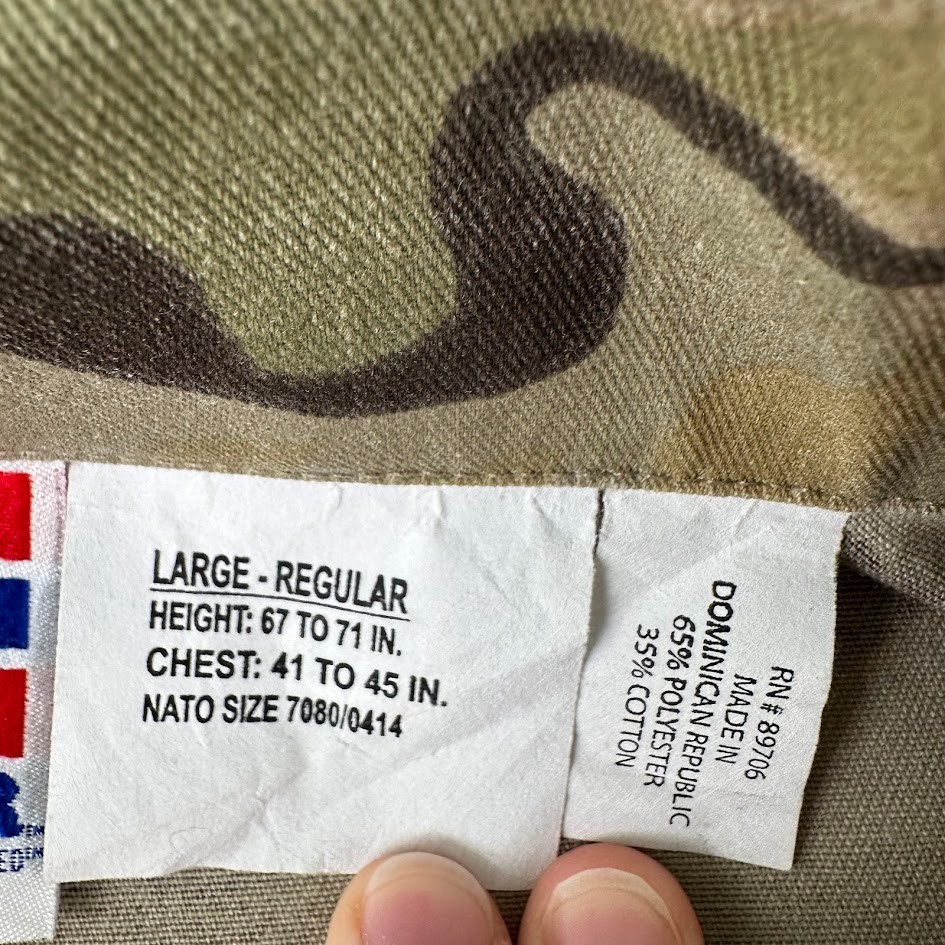 LARGE - REGULAR
HEIGHT: 67 TO 71 IN.
CHEST: 41 TO 45 IN.
NATO SIZE 7080/0414
RN# 89706
MADE IN
DOMINICAN REPUBLIC
65% POLYESTER
35% COTTON